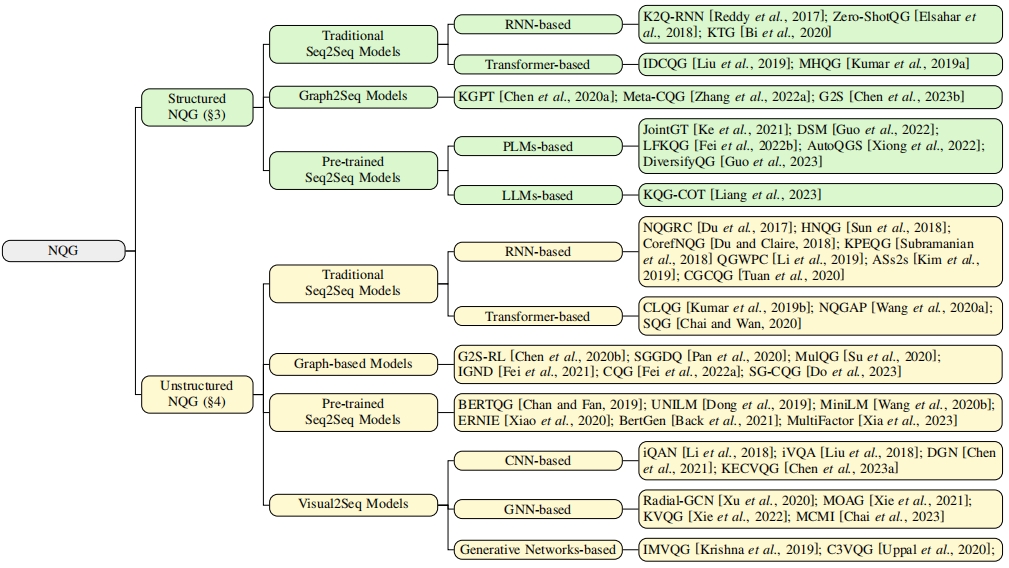 NQG
Structured
NQG (§3)
Traditional
Seq2Seq Models
RNN-based
K2Q-RNN [Reddy et al., 2017]; Zero-ShotQG [Elsahar et
al., 2018]; KTG [Bi et al., 2020]
Transformer-based
IDCQG [Liu et al., 2019]; MHQG [Kumar et al., 2019a]
Graph2Seq Models
KGPT [Chen et al., 2020a]; Meta-CQG [Zhang et al., 2022a]; G2S [Chen et al., 2023b]
Pre-trained
Seq2Seq Models
PLMs-based
JointGT [Ke et al., 2021]; DSM [Guo et al., 2022];
LFKQG [Fei et al., 2022b]; AutoQGS [Xiong et al., 2022];
DiversifyQG [Guo et al., 2023]
LLMs-based
KQG-COT [Liang et al., 2023]
Unstructured
NQG (§4)
Traditional
Seq2Seq Models
RNN-based
NQGRC [Du et al., 2017]; HNQG [Sun et al., 2018];
CorefNQG [Du and Claire, 2018]; KPEQG [Subramanian
et al., 2018] QGWPC [Li et al., 2019]; ASs2s [Kim et al.,
2019]; CGCQG [Tuan et al., 2020]
Transformer-based
CLQG [Kumar et al., 2019b]; NQGAP [Wang et al., 2020a];
SQG [Chai and Wan, 2020]
Graph-based Models
G2S-RL [Chen et al., 2020b]; SGGDQ [Pan et al., 2020]; MulQG [Su et al., 2020];
IGND [Fei et al., 2021]; CQG [Fei et al., 2022a]; SG-CQG [Do et al., 2023]
Pre-trained
Seq2Seq Models
BERTQG [Chan and Fan, 2019]; UNILM [Dong et al., 2019]; MiniLM [Wang et al., 2020b];
ERNIE [Xiao et al., 2020]; BertGen [Back et al., 2021]; MultiFactor [Xia et al., 2023]
Visual2Seq Models
CNN-based
iQAN [Li et al., 2018]; iVQA [Liu et al., 2018]; DGN [Chen
et al., 2021]; KECVQG [Chen et al., 2023a]
GNN-based
Radial-GCN [Xu et al., 2020]; MOAG [Xie et al., 2021];
KVQG [Xie et al., 2022]; MCMI [Chai et al., 2023]
Generative Networks-based
IMVQG [Krishna et al., 2019]; C3VQG [Uppal et al., 2020];